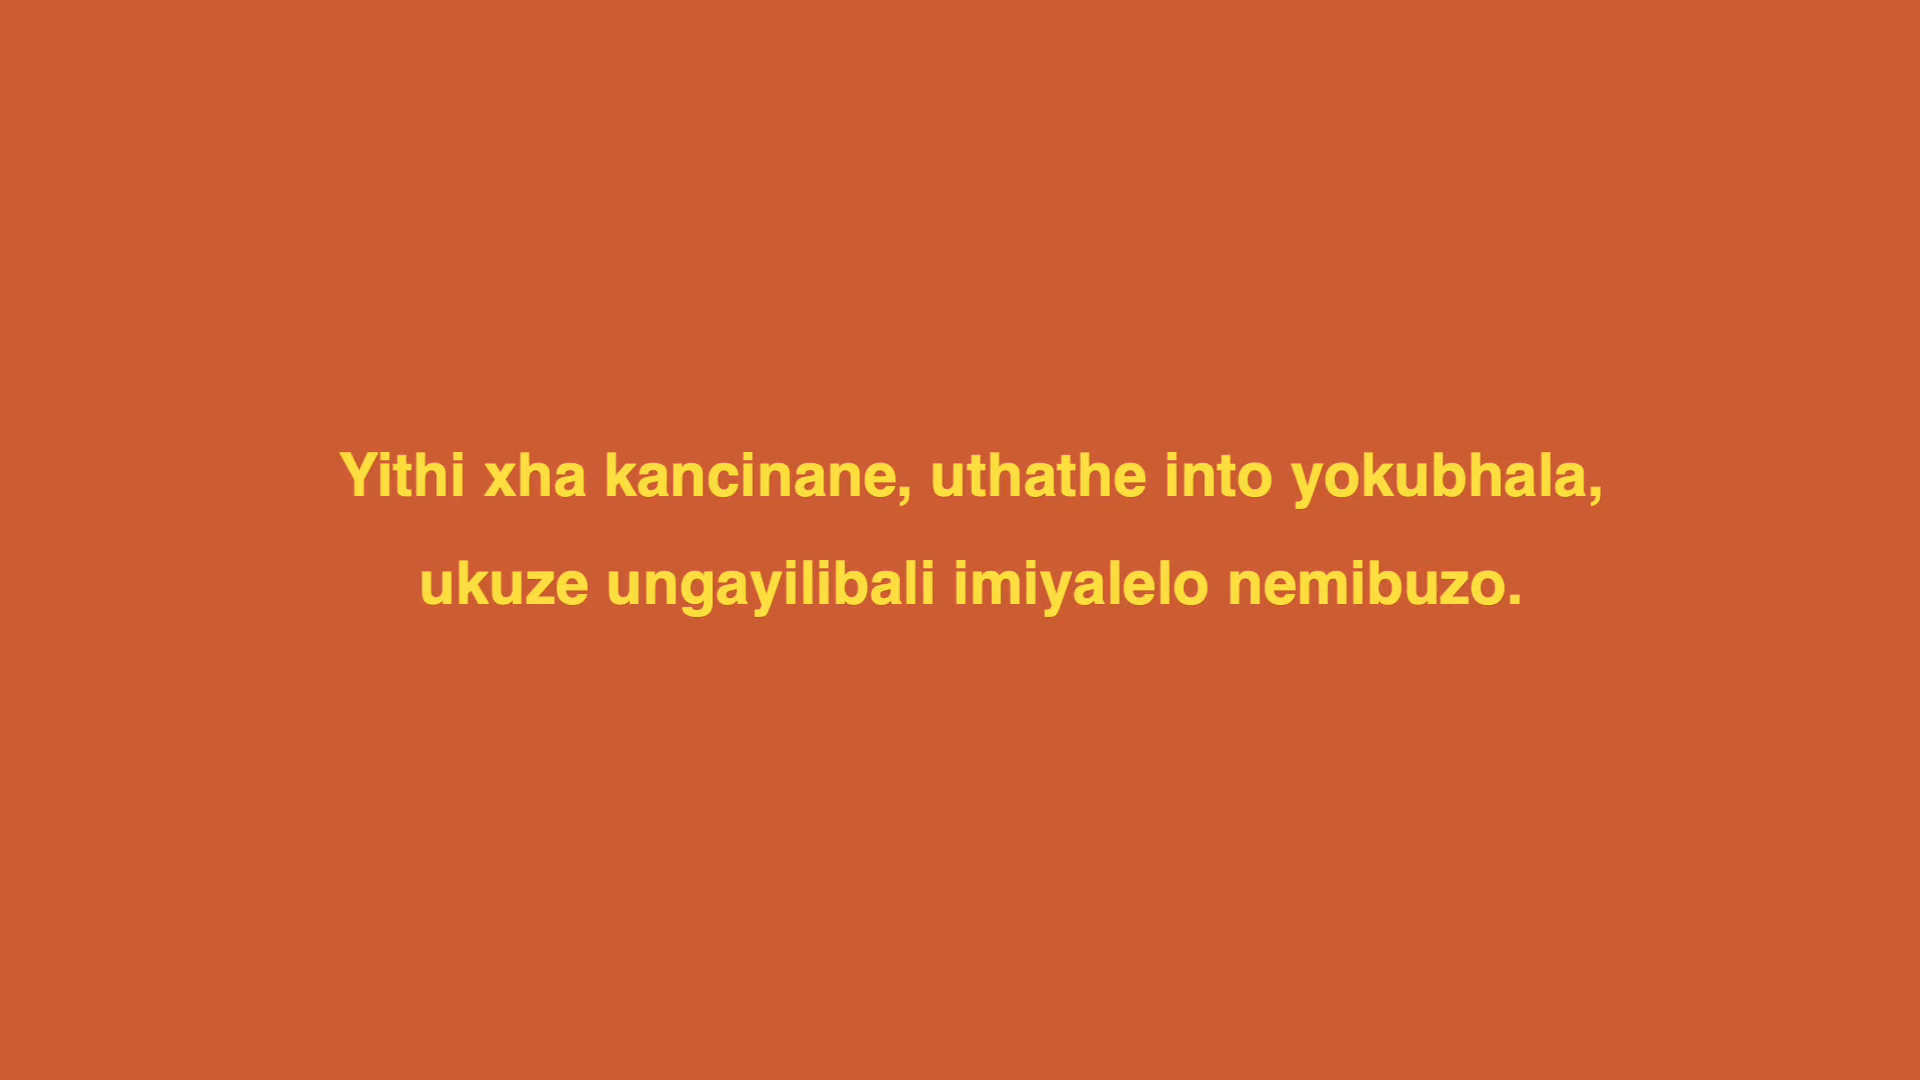 Yithi xha kancinane, uthathe into yokubhala,
ukuze ungayilibali imiyalelo nemibuzo.